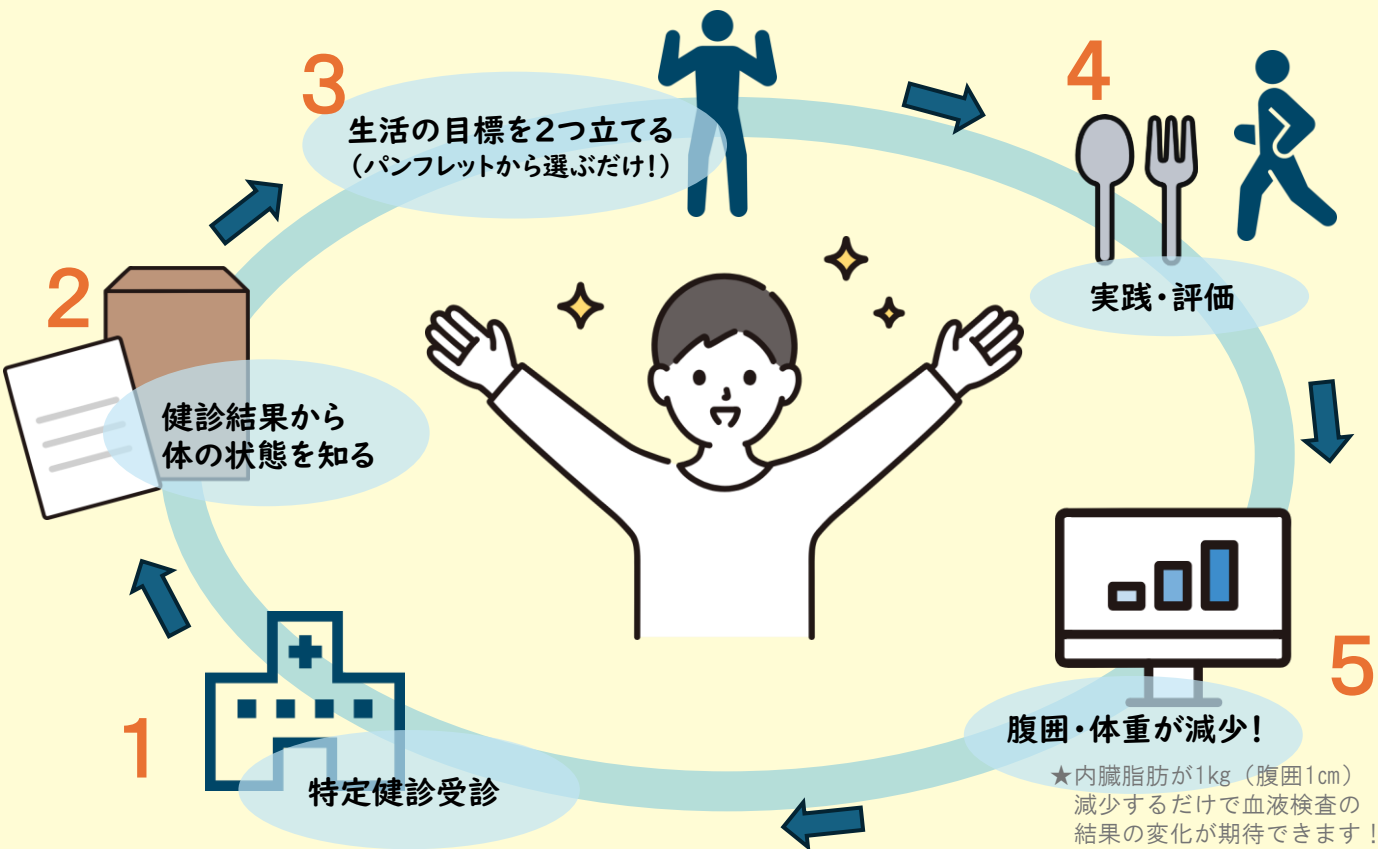 1
特定健診受診
2
健診結果から
体の状態を知る
3
生活の目標を2つ立てる
（パンフレットから選ぶだけ！）
4
実践・評価
5
腹囲・体重が減少！
★内臓脂肪が1kg（腹囲1㎝）
減少するだけで血液検査の
結果の変化が期待できます！